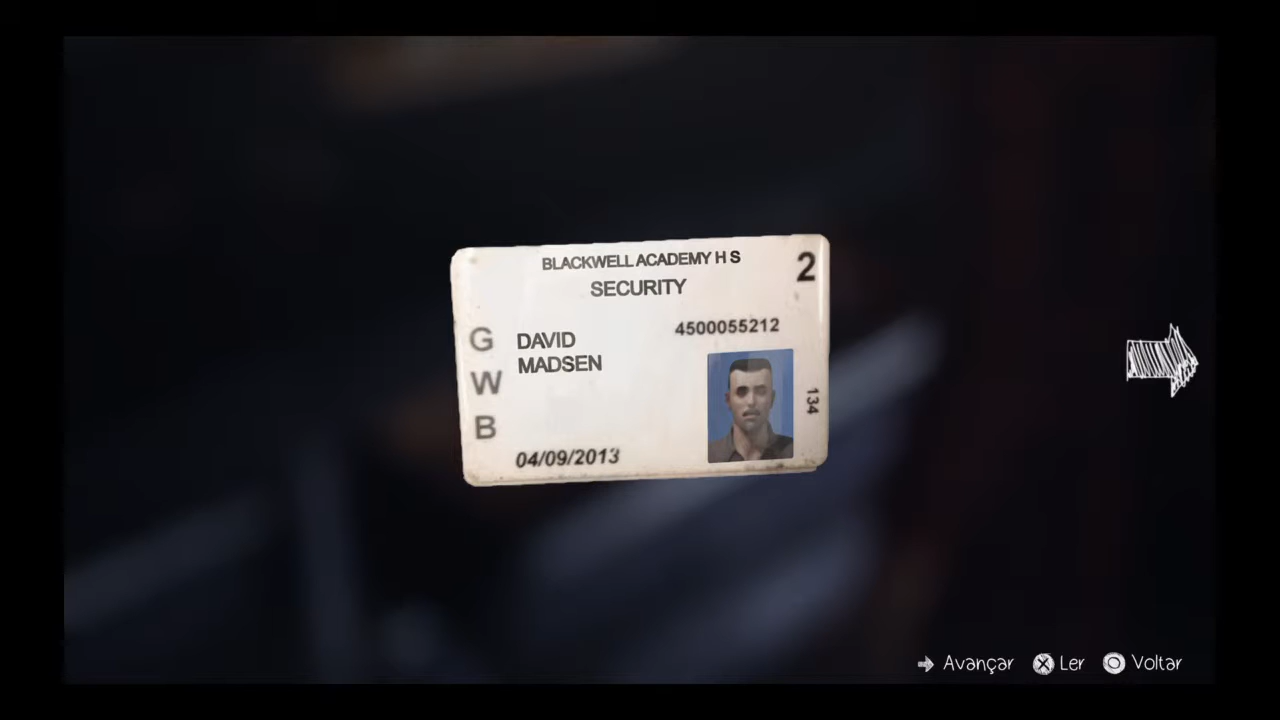 BLACKWELL ACADEMY H S
SECURITY
2
4500055212
G
W
B
DAVID
MADSEN
134
04/09/2013
Avançar
Ler
Voltar